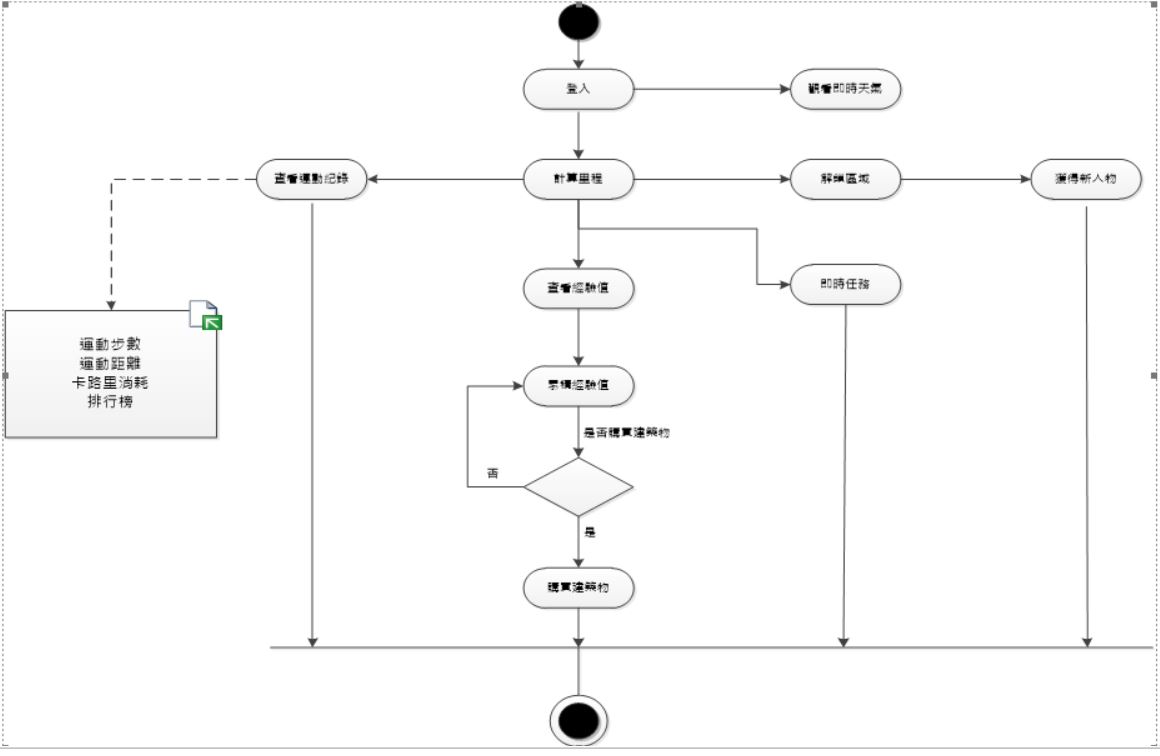 登入
觀看即時天氣
查看運動紀錄
計算里程
解鎖區域
獲得新人物
查看經驗值
即時任務
運動步數
運動距離
卡路里消耗
排行榜
累積經驗值
是否購買建築物
否
是
購買建築物